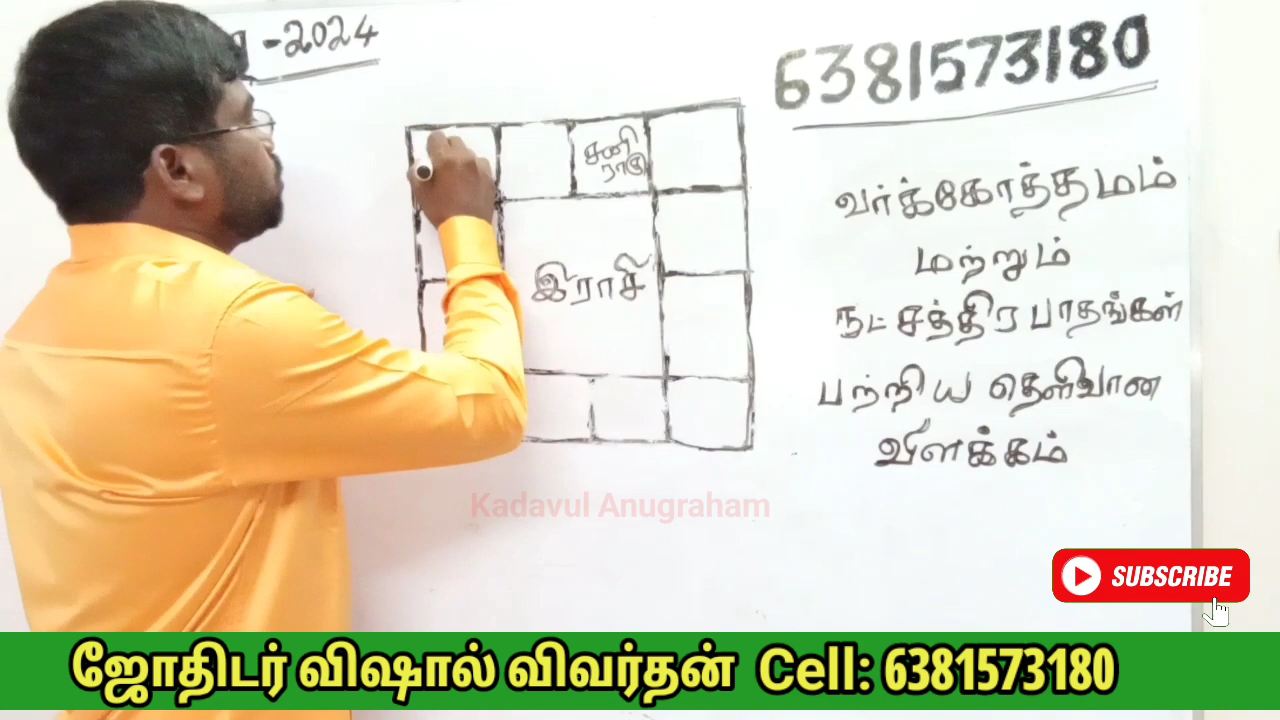 -2024
6381573180
வர்க்கோத்தமம்
மற்றும்
நட்சத்திர பாதங்கள்
பற்றிய தெளிவான
விளக்கம்
சனி
ராகு
இராசி
Kadavul Anugraham
SUBSCRIBE
ஜோதிடர் விஷால் விவர்தன் Cell: 6381573180